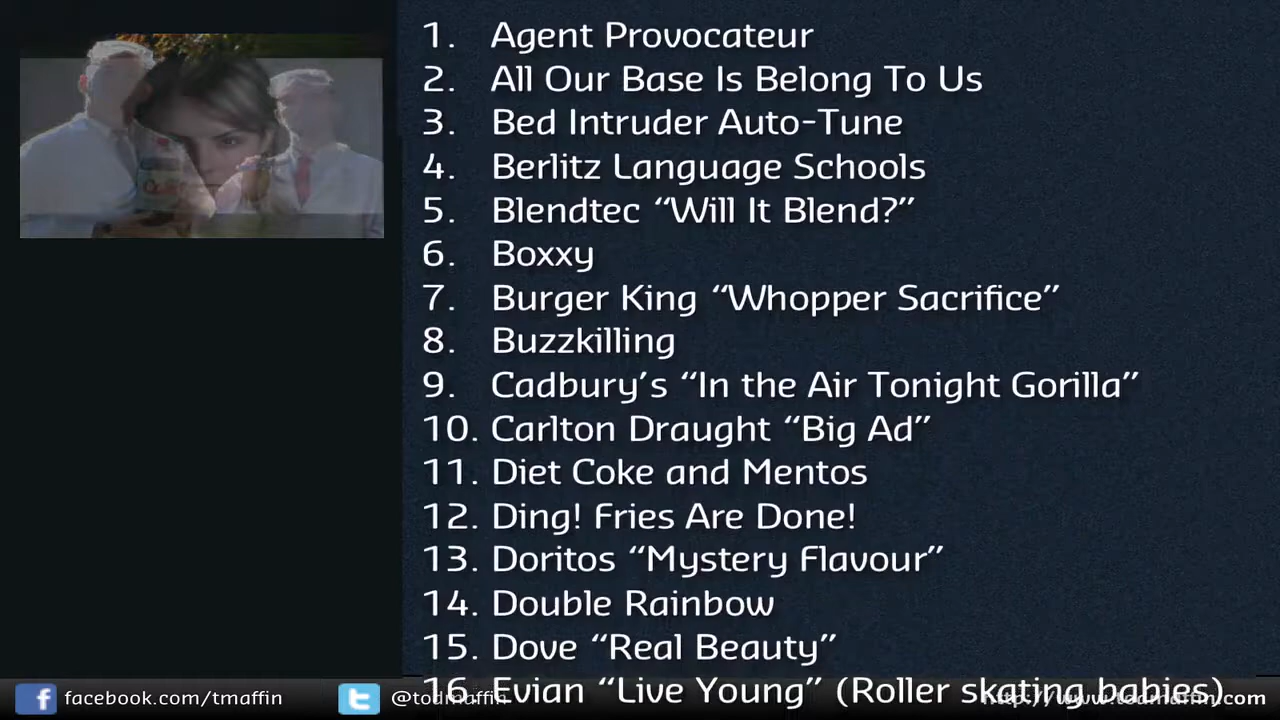 1. Agent Provocateur
2. All Our Base Is Belong To Us
3. Bed Intruder Auto-Tune
4. Berlitz Language Schools
5. Blendtec “Will It Blend?”
6. Boxxy
7. Burger King “Whopper Sacrifice”
8. Buzzkilling
9. Cadbury’s “In the Air Tonight Gorilla”
10. Carlton Draught “Big Ad”
11. Diet Coke and Mentos
12. Ding! Fries Are Done!
13. Doritos “Mystery Flavour”
14. Double Rainbow
15. Dove “Real Beauty”
16. Evian “Live Young” (Roller skating babies)
facebook.com/tmaffin
@todmaffin
http://www.todmaffin.com